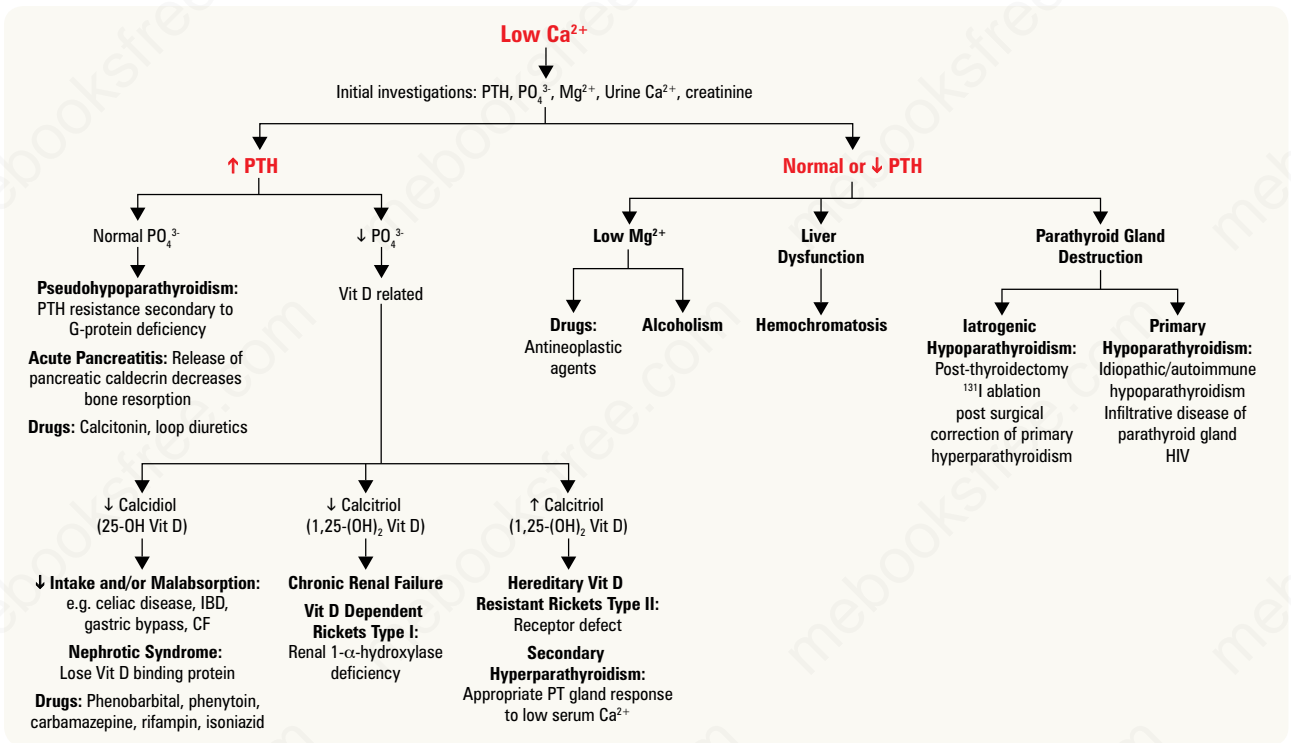 Low Ca²⁺
Initial investigations: PTH, PO₄³⁻, Mg²⁺, Urine Ca²⁺, creatinine
↑ PTH
Normal or ↓ PTH
Normal PO₄³⁻
↓ PO₄³⁻
Low Mg²⁺
Liver
Dysfunction
Parathyroid Gland
Destruction
Pseudohypoparathyroidism:
PTH resistance secondary to
G-protein deficiency
Acute Pancreatitis: Release of
pancreatic caldecrin decreases
bone resorption
Drugs: Calcitonin, loop diuretics
Vit D related
Drugs:
Antineoplastic
agents
Alcoholism
Hemochromatosis
Iatrogenic
Hypoparathyroidism:
Post-thyroidectomy
¹³¹I ablation
post surgical
correction of primary
hyperparathyroidism
Primary
Hypoparathyroidism:
Idiopathic/autoimmune
hypoparathyroidism
Infiltrative disease of
parathyroid gland
HIV
↓ Calcidiol
(25-OH Vit D)
↓ Calcitriol
(1,25-(OH)₂ Vit D)
↑ Calcitriol
(1,25-(OH)₂ Vit D)
↓ Intake and/or Malabsorption:
e.g. celiac disease, IBD,
gastric bypass, CF
Nephrotic Syndrome:
Lose Vit D binding protein
Drugs: Phenobarbital, phenytoin,
carbamazepine, rifampin, isoniazid
Chronic Renal Failure
Vit D Dependent
Rickets Type I:
Renal 1-α-hydroxylase
deficiency
Hereditary Vit D
Resistant Rickets Type II:
Receptor defect
Secondary
Hyperparathyroidism:
Appropriate PT gland response
to low serum Ca²⁺
mebooksfree.com